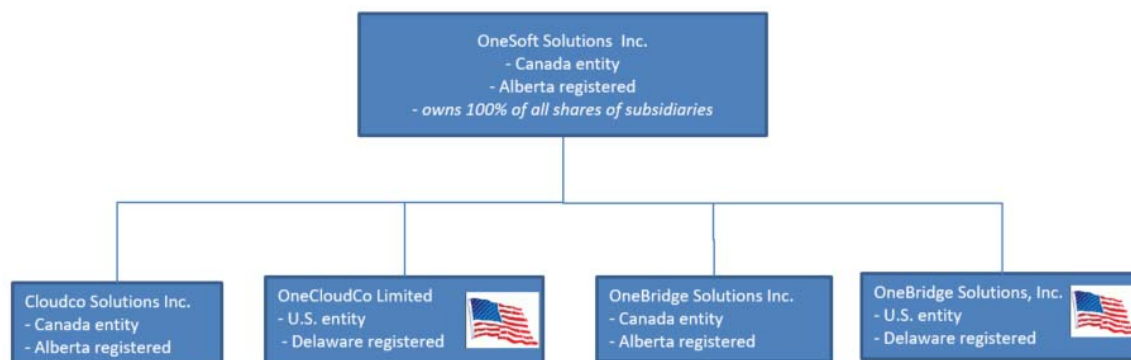 OneSoft Solutions Inc.
- Canada entity
- Alberta registered
- owns 100% of all shares of subsidiaries
Cloudco Solutions Inc.
- Canada entity
- Alberta registered
OneCloudCo Limited
- U.S. entity
- Delaware registered
OneBridge Solutions Inc.
- Canada entity
- Alberta registered
OneBridge Solutions, Inc.
- U.S. entity
- Delaware registered